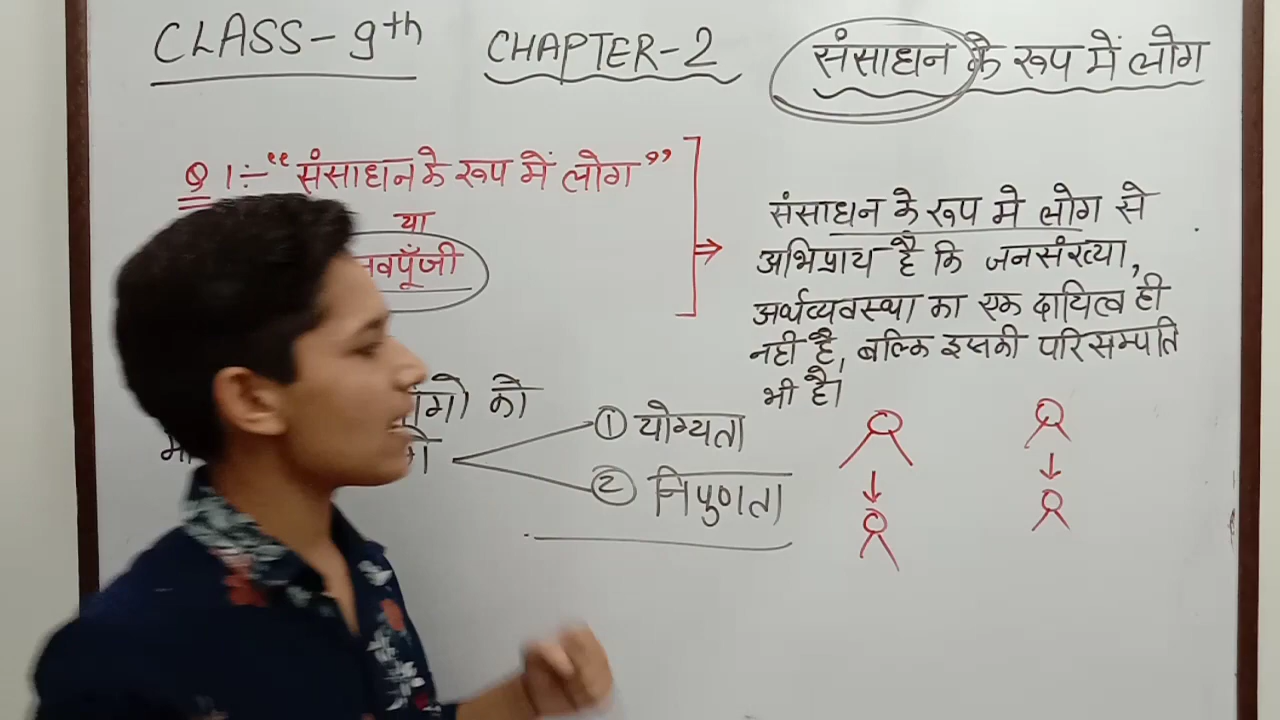 CLASS - 9th
CHAPTER - 2
संसाधन के रूप में लोग
Q 1:- “संसाधन के रूप में लोग”
या
वपूँजी
संसाधन के रूप मे लोग से
अभिप्राय है कि जनसंख्या,
अर्थव्यवस्था का एक दायित्व ही
नही है, बल्कि इसकी परिसम्पति
भी है।
को
① योग्यता
② निपुणता